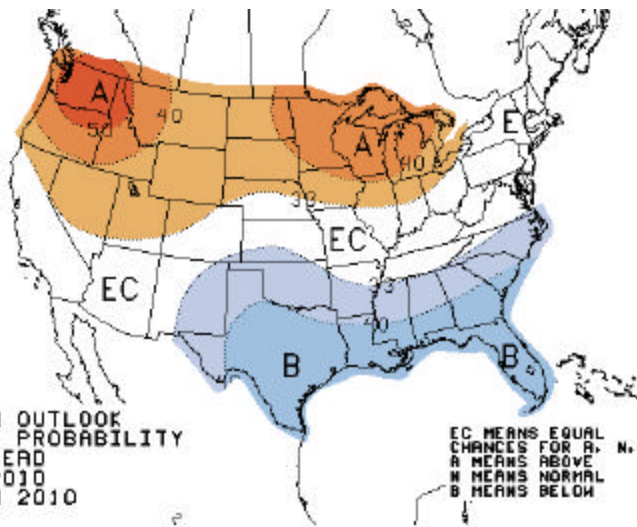 A
50
40
A
40
EC
33
EC
EC
33
40
B
B
OUTLOOK
PROBABILITY
EAD
010
2010
EC MEANS EQUAL
CHANCES FOR A, N,
A MEANS ABOVE
N MEANS NORMAL
B MEANS BELOW